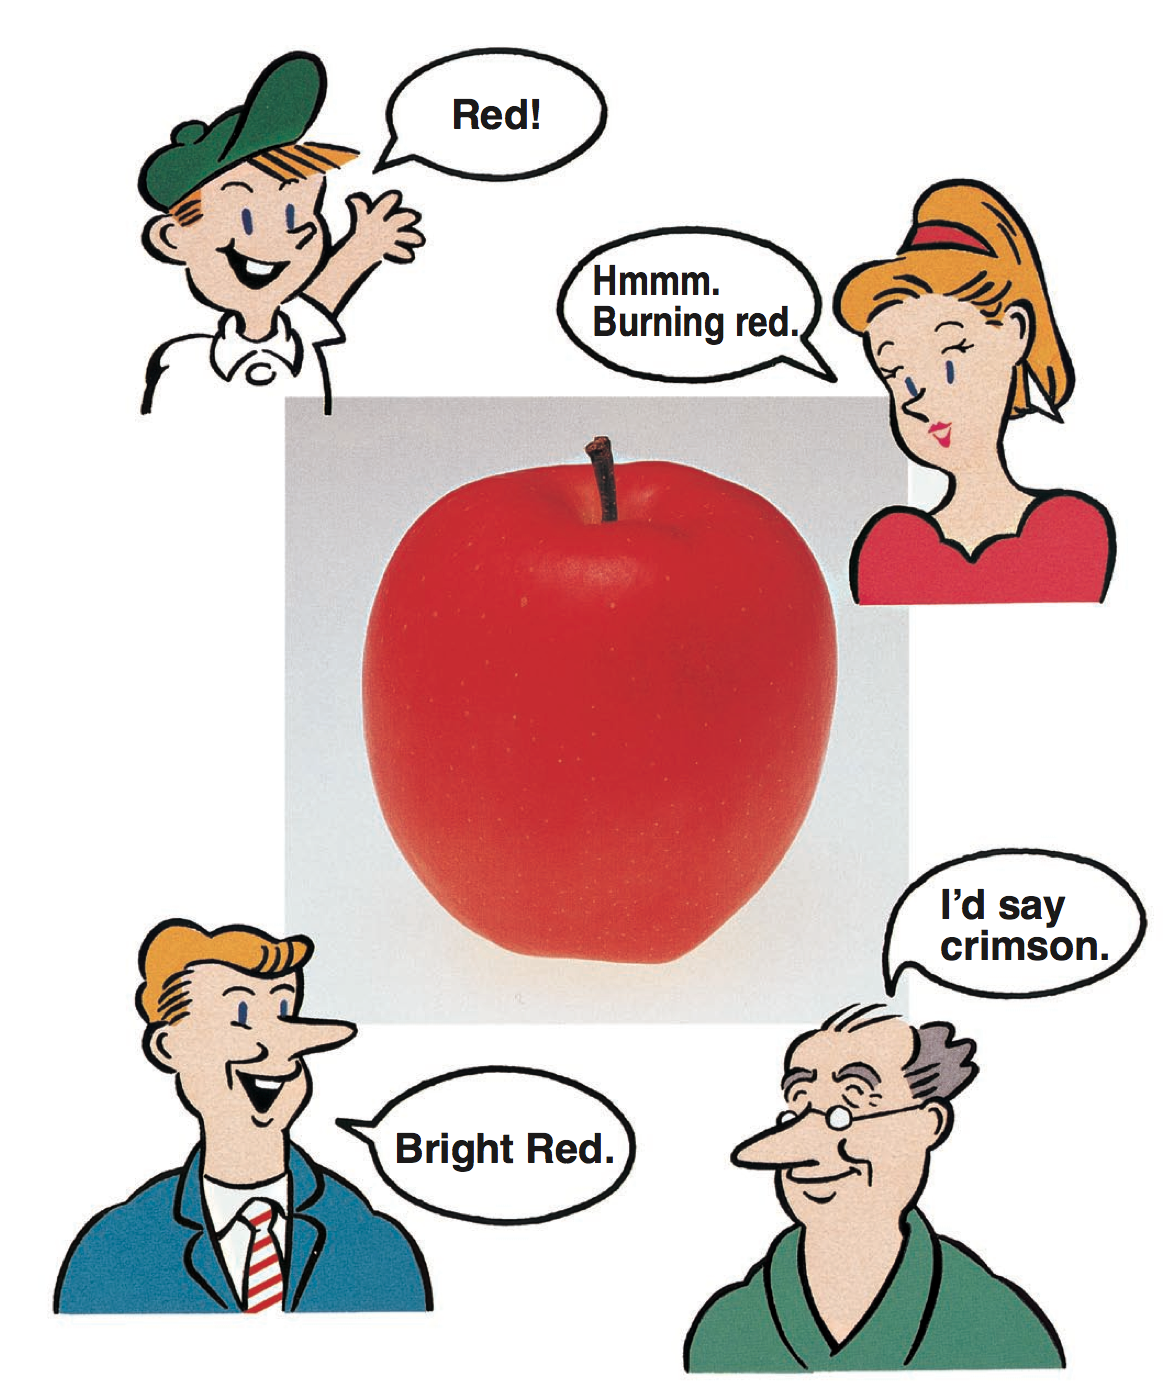 Red!
Hmmm.
Burning red.
I'd say
crimson.
Bright Red.